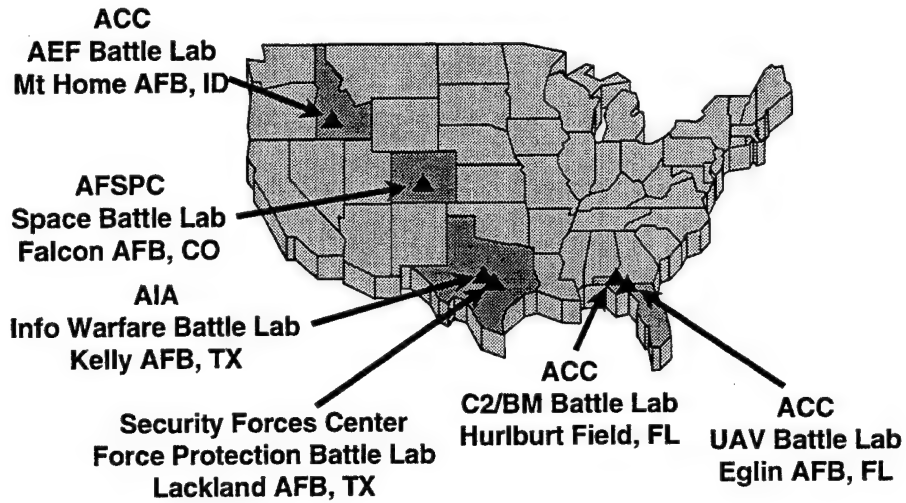 ACC
AEF Battle Lab
Mt Home AFB, ID
AFSPC
Space Battle Lab
Falcon AFB, CO
AIA
Info Warfare Battle Lab
Kelly AFB, TX
Security Forces Center
Force Protection Battle Lab
Lackland AFB, TX
ACC
C2/BM Battle Lab
Hurlburt Field, FL
ACC
UAV Battle Lab
Eglin AFB, FL